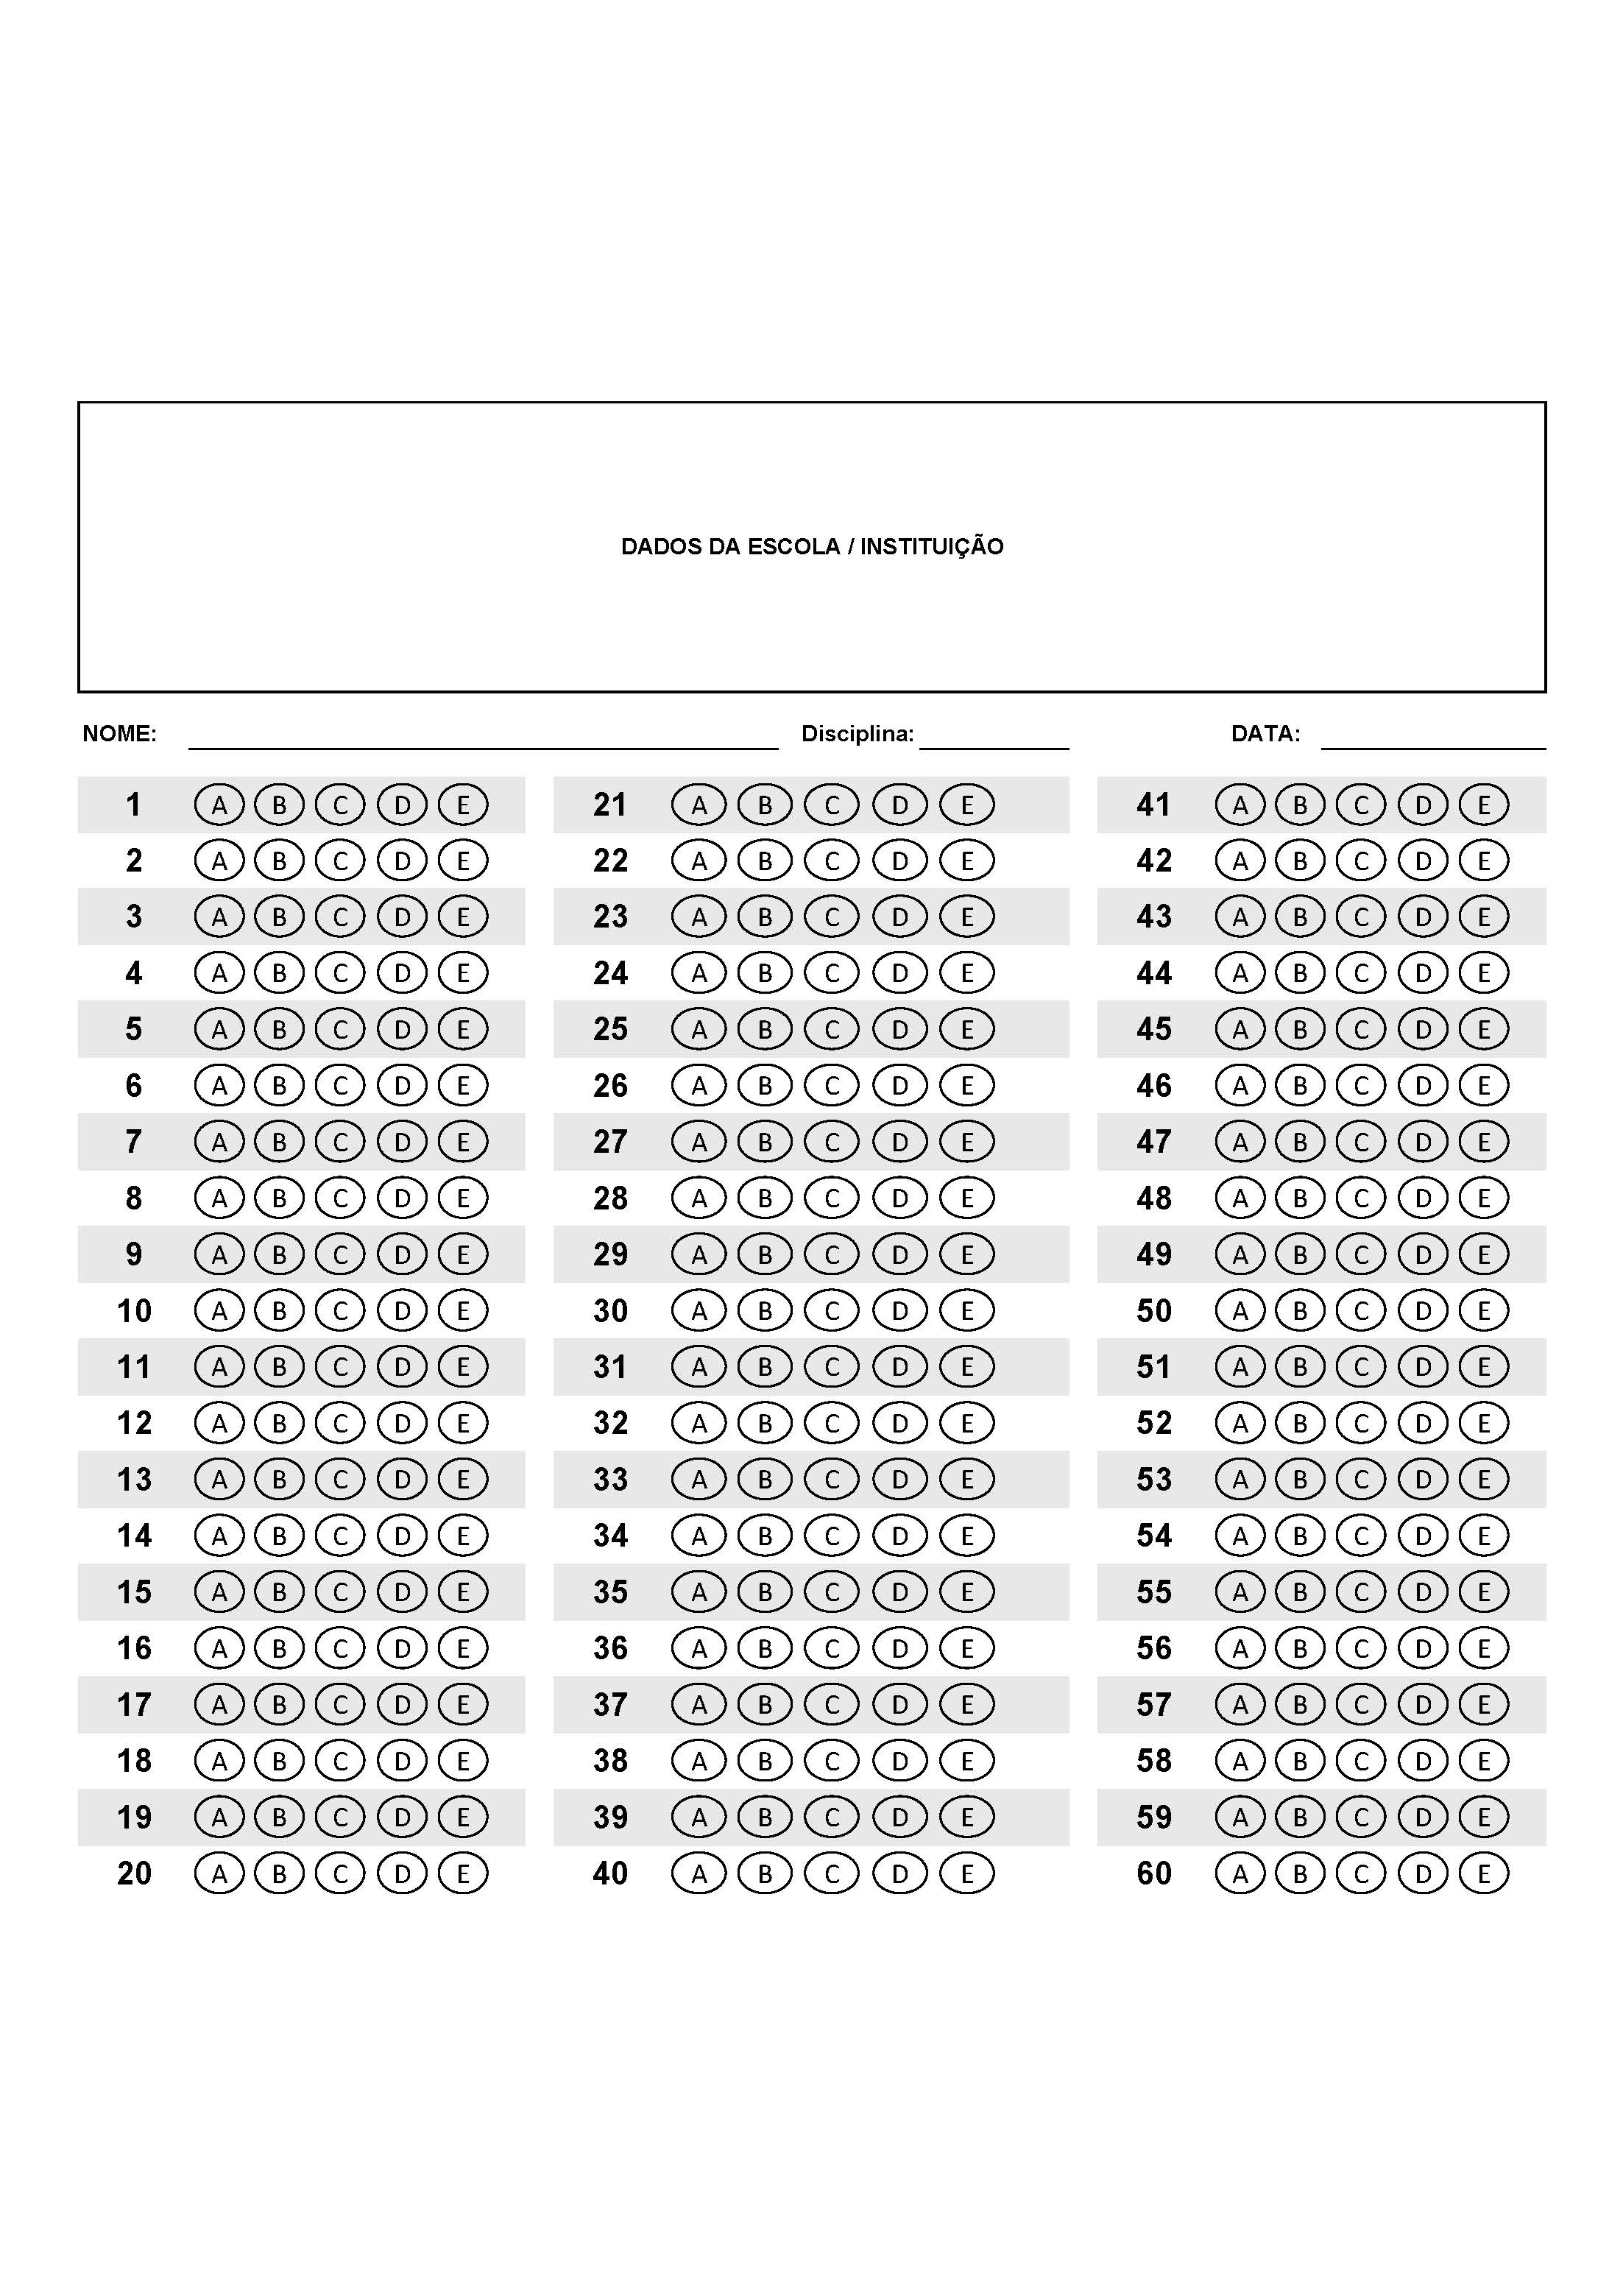 DADOS DA ESCOLA / INSTITUIÇÃO
NOME: Disciplina: DATA:
1 A B C D E 21 A B C D E 41 A B C D E
2 A B C D E 22 A B C D E 42 A B C D E
3 A B C D E 23 A B C D E 43 A B C D E
4 A B C D E 24 A B C D E 44 A B C D E
5 A B C D E 25 A B C D E 45 A B C D E
6 A B C D E 26 A B C D E 46 A B C D E
7 A B C D E 27 A B C D E 47 A B C D E
8 A B C D E 28 A B C D E 48 A B C D E
9 A B C D E 29 A B C D E 49 A B C D E
10 A B C D E 30 A B C D E 50 A B C D E
11 A B C D E 31 A B C D E 51 A B C D E
12 A B C D E 32 A B C D E 52 A B C D E
13 A B C D E 33 A B C D E 53 A B C D E
14 A B C D E 34 A B C D E 54 A B C D E
15 A B C D E 35 A B C D E 55 A B C D E
16 A B C D E 36 A B C D E 56 A B C D E
17 A B C D E 37 A B C D E 57 A B C D E
18 A B C D E 38 A B C D E 58 A B C D E
19 A B C D E 39 A B C D E 59 A B C D E
20 A B C D E 40 A B C D E 60 A B C D E